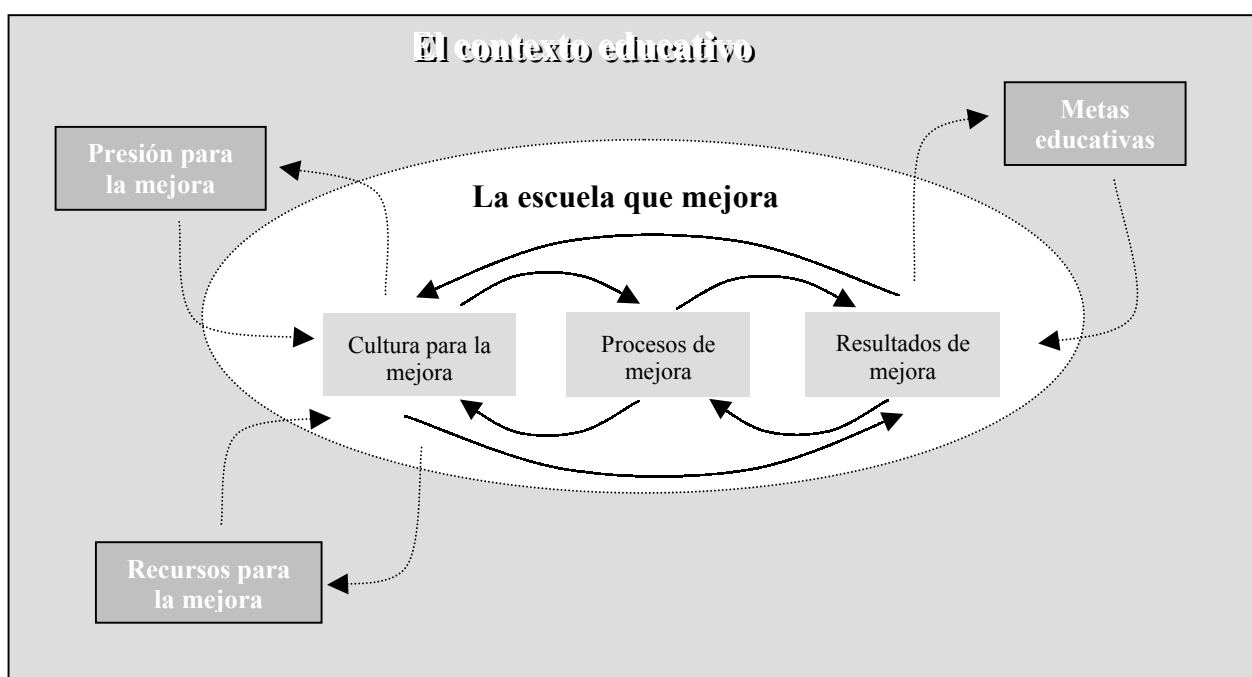 El contexto educativo
Metas
educativas
Presión para
la mejora
La escuela que mejora
Cultura para la
mejora
Procesos de
mejora
Resultados de
mejora
Recursos para
la mejora